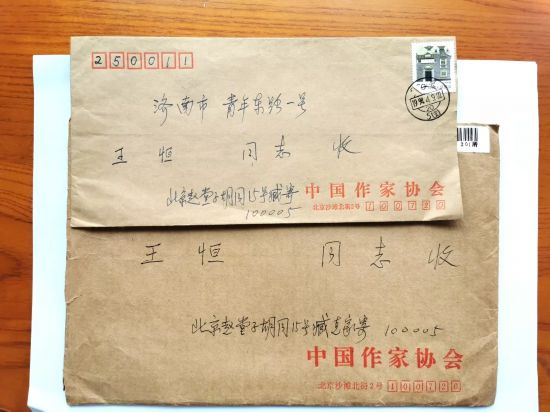 250011
济南市 青年东路一号
王恒 同志 收
北京赵堂子胡同15号臧寄
100005
中国作家协会
北京沙滩北街2号 100720
王恒 同志 收
北京赵堂子胡同15号臧克家寄 100005
中国作家协会
北京沙滩北街2号 100720